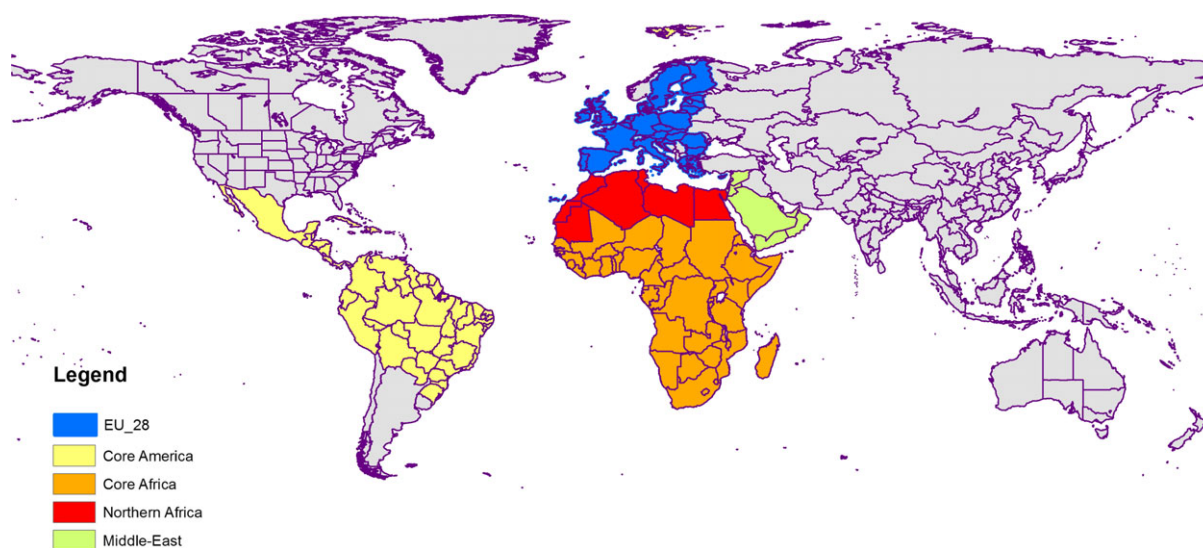 Legend
EU_28
Core America
Core Africa
Northern Africa
Middle-East